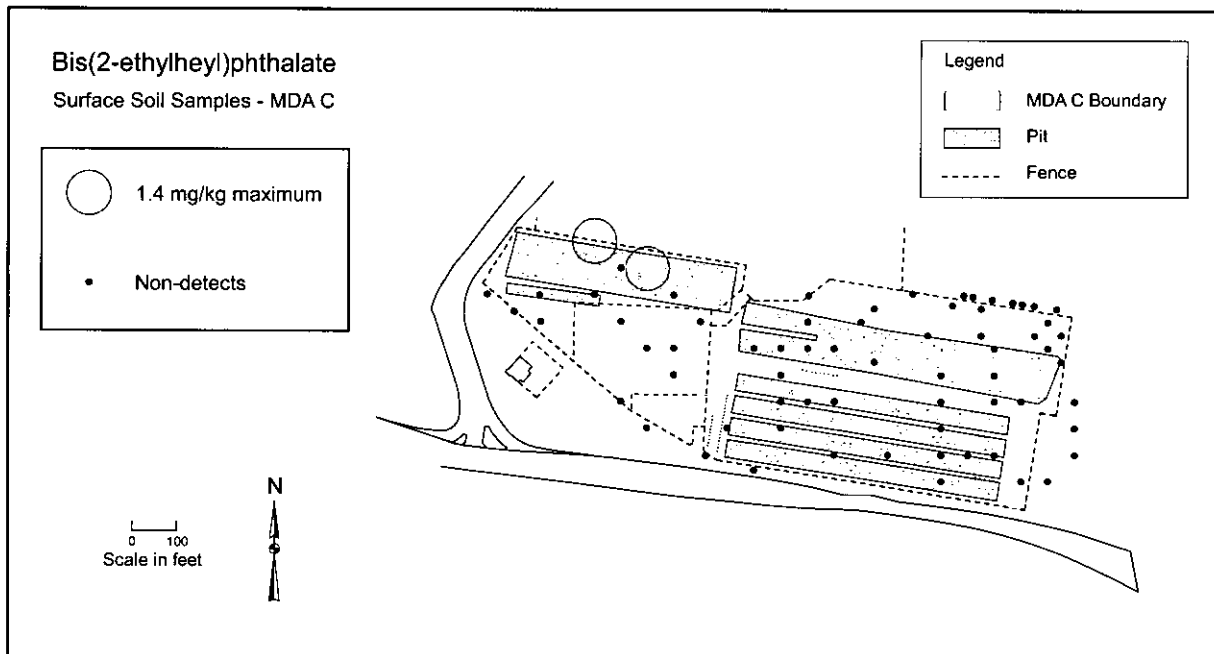 Bis(2-ethylheyl)phthalate
Surface Soil Samples - MDA C
1.4 mg/kg maximum
Non-detects
Legend
MDA C Boundary
Pit
Fence
N
0 100
Scale in feet